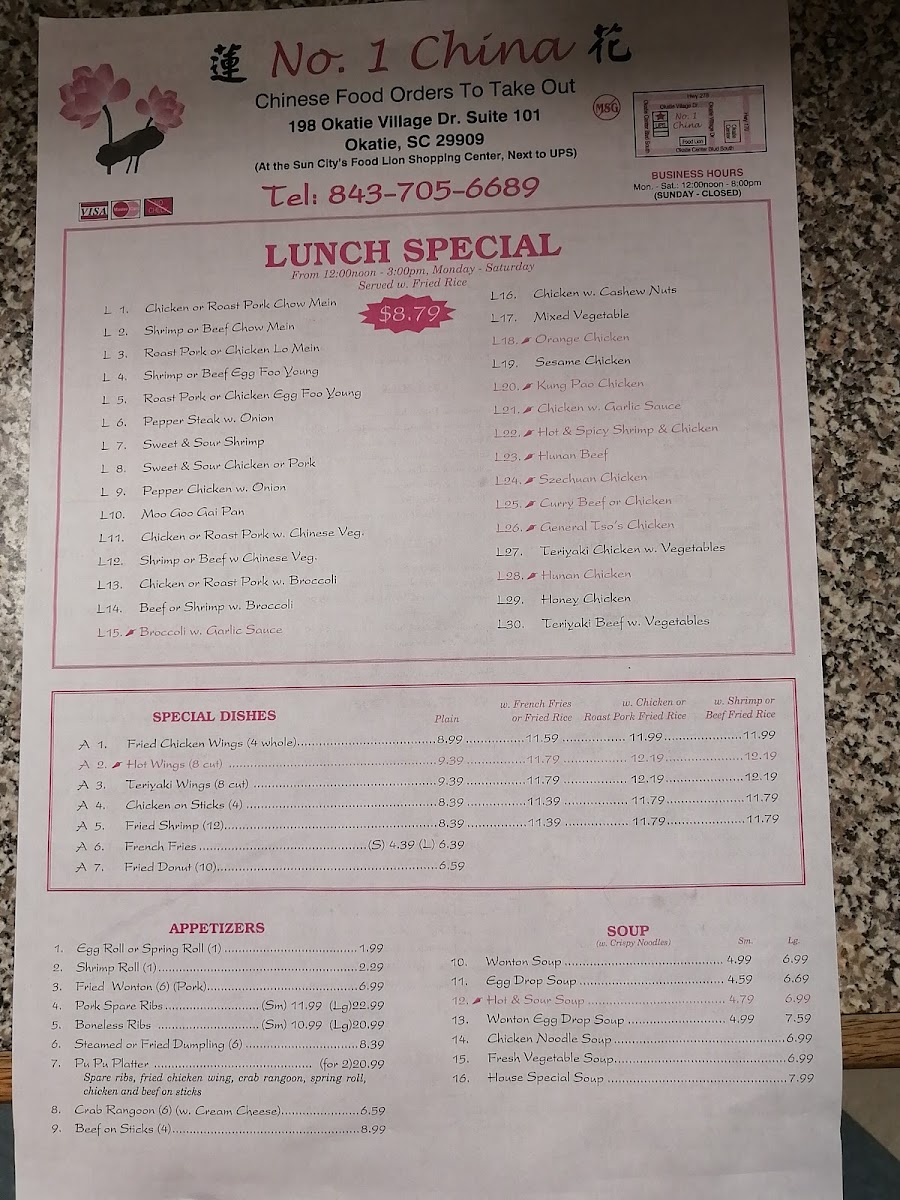 蓮 No. 1 China 花
Chinese Food Orders To Take Out
198 Okatie Village Dr. Suite 101
Okatie, SC 29909
(At the Sun City's Food Lion Shopping Center, Next to UPS)
Tel: 843-705-6689
VISA
MSG
Hwy 278
Okatie Village Dr
No. 1
China
UPS
Food Lion
Okatie Center Blvd South
Hwy 170
BUSINESS HOURS
Mon. - Sat.: 12:00noon - 8:00pm
(SUNDAY - CLOSED)
LUNCH SPECIAL
From 12:00noon - 3:00pm, Monday - Saturday
Served w. Fried Rice
$8.79
L 1. Chicken or Roast Pork Chow Mein
L 2. Shrimp or Beef Chow Mein
L 3. Roast Pork or Chicken Lo Mein
L 4. Shrimp or Beef Egg Foo Young
L 5. Roast Pork or Chicken Egg Foo Young
L 6. Pepper Steak w. Onion
L 7. Sweet & Sour Shrimp
L 8. Sweet & Sour Chicken or Pork
L 9. Pepper Chicken w. Onion
L10. Moo Goo Gai Pan
L11. Chicken or Roast Pork w. Chinese Veg.
L12. Shrimp or Beef w Chinese Veg.
L13. Chicken or Roast Pork w. Broccoli
L14. Beef or Shrimp w. Broccoli
L15. Broccoli w. Garlic Sauce
L16. Chicken w. Cashew Nuts
L17. Mixed Vegetable
L18. Orange Chicken
L19. Sesame Chicken
L20. Kung Pao Chicken
L21. Chicken w. Garlic Sauce
L22. Hot & Spicy Shrimp & Chicken
L23. Hunan Beef
L24. Szechuan Chicken
L25. Curry Beef or Chicken
L26. General Tso's Chicken
L27. Teriyaki Chicken w. Vegetables
L28. Hunan Chicken
L29. Honey Chicken
L30. Teriyaki Beef w. Vegetables
SPECIAL DISHES
Plain
w. French Fries
or Fried Rice
w. Chicken or
Roast Pork Fried Rice
w. Shrimp or
Beef Fried Rice
A 1. Fried Chicken Wings (4 whole) 8.99 11.59 11.99 11.99
A 2. Hot Wings (8 cut) 9.39 11.79 12.19 12.19
A 3. Teriyaki Wings (8 cut) 9.39 11.79 12.19 12.19
A 4. Chicken on Sticks (4) 8.39 11.39 11.79 11.79
A 5. Fried Shrimp (12) 8.39 11.39 11.79 11.79
A 6. French Fries (S) 4.39 (L) 6.39
A 7. Fried Donut (10) 6.59
APPETIZERS
1. Egg Roll or Spring Roll (1) 1.99
2. Shrimp Roll (1) 2.29
3. Fried Wonton (6) (Pork) 6.99
4. Pork Spare Ribs (Sm) 11.99 (Lg)22.99
5. Boneless Ribs (Sm) 10.99 (Lg)20.99
6. Steamed or Fried Dumpling (6) 8.39
7. Pu Pu Platter (for 2)20.99
Spare ribs, fried chicken wing, crab rangoon, spring roll,
chicken and beef on sticks
8. Crab Rangoon (6) (w. Cream Cheese) 6.59
9. Beef on Sticks (4) 8.99
SOUP
(w. Crispy Noodles)
Sm. Lg.
10. Wonton Soup 4.99 6.99
11. Egg Drop Soup 4.59 6.69
12. Hot & Sour Soup 4.79 6.99
13. Wonton Egg Drop Soup 4.99 7.59
14. Chicken Noodle Soup 6.99
15. Fresh Vegetable Soup 6.99
16. House Special Soup 7.99